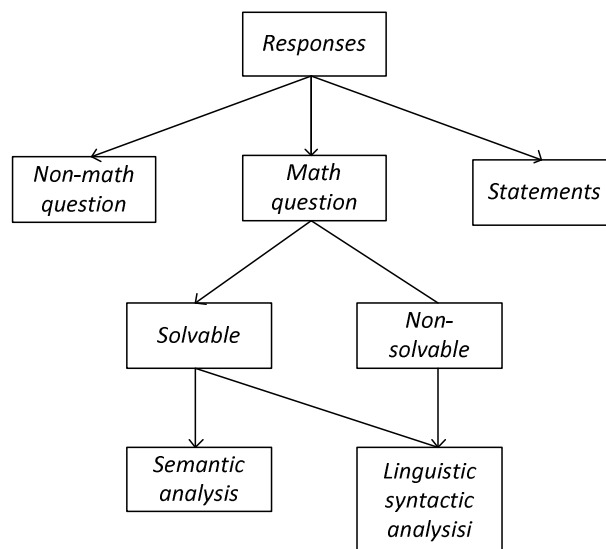 Responses
Non-math
question
Math
question
Statements
Solvable
Non-
solvable
Semantic
analysis
Linguistic
syntactic
analysisi